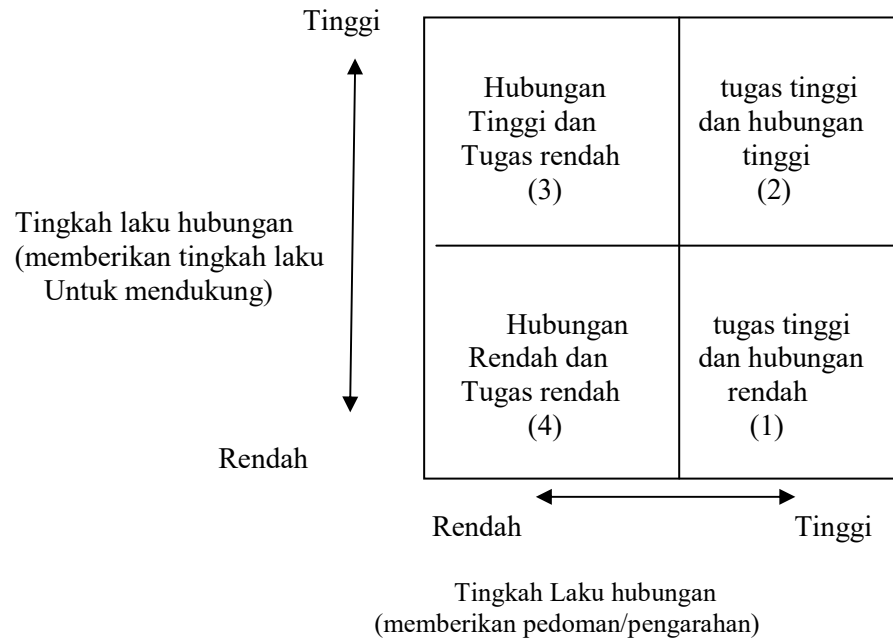 Tinggi
Hubungan
Tinggi dan
Tugas rendah
(3)
tugas tinggi
dan hubungan
tinggi
(2)
Tingkah laku hubungan
(memberikan tingkah laku
Untuk mendukung)
Hubungan
Rendah dan
Tugas rendah
(4)
tugas tinggi
dan hubungan
rendah
(1)
Rendah
Rendah
Tinggi
Tingkah Laku hubungan
(memberikan pedoman/pengarahan)